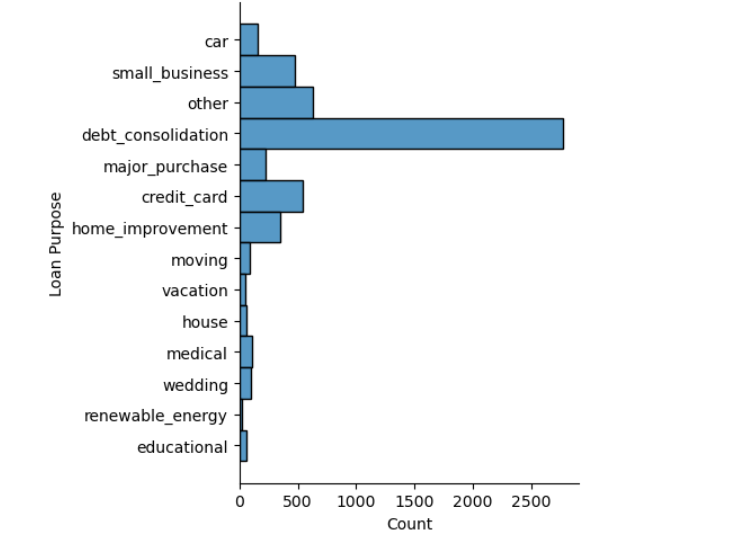 car
small_business
other
debt_consolidation
major_purchase
credit_card
home_improvement
moving
vacation
house
medical
wedding
renewable_energy
educational
Loan Purpose
0 500 1000 1500 2000 2500
Count